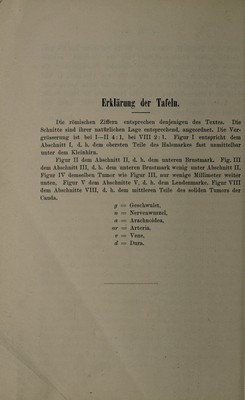 Erklärung der Tafeln.
Die römischen Ziffern entsprechen denjenigen des Textes. Die
Schnitte sind ihrer natürlichen Lage entsprechend, angeordnet. Die Ver-
grösserung ist bei I—II 4:1, bei VIII 2:1. Figur I entspricht dem
Abschnitt I, d. h. dem obersten Teile des Halsmarkes fast unmittelbar
unter dem Kleinhirn.
Figur II dem Abschnitt II, d. h. dem unteren Brustmark, Fig. III
dem Abschnitt III, d. h. dem unteren Brustmark wenig unter Abschnitt II,
Figur IV demselben Tumor wie Figur III, nur wenige Millimeter weiter
unten, Figur V dem Abschnitte V, d. h. dem Lendenmarke, Figur VIII
dem Abschnitte VIII, d. h. dem mittleren Teile des soliden Tumors der
Cauda.
g = Geschwulst,
n = Nervenwurzel,
a = Arachnoidea,
ar = Arteria,
v = Vene,
d = Dura.